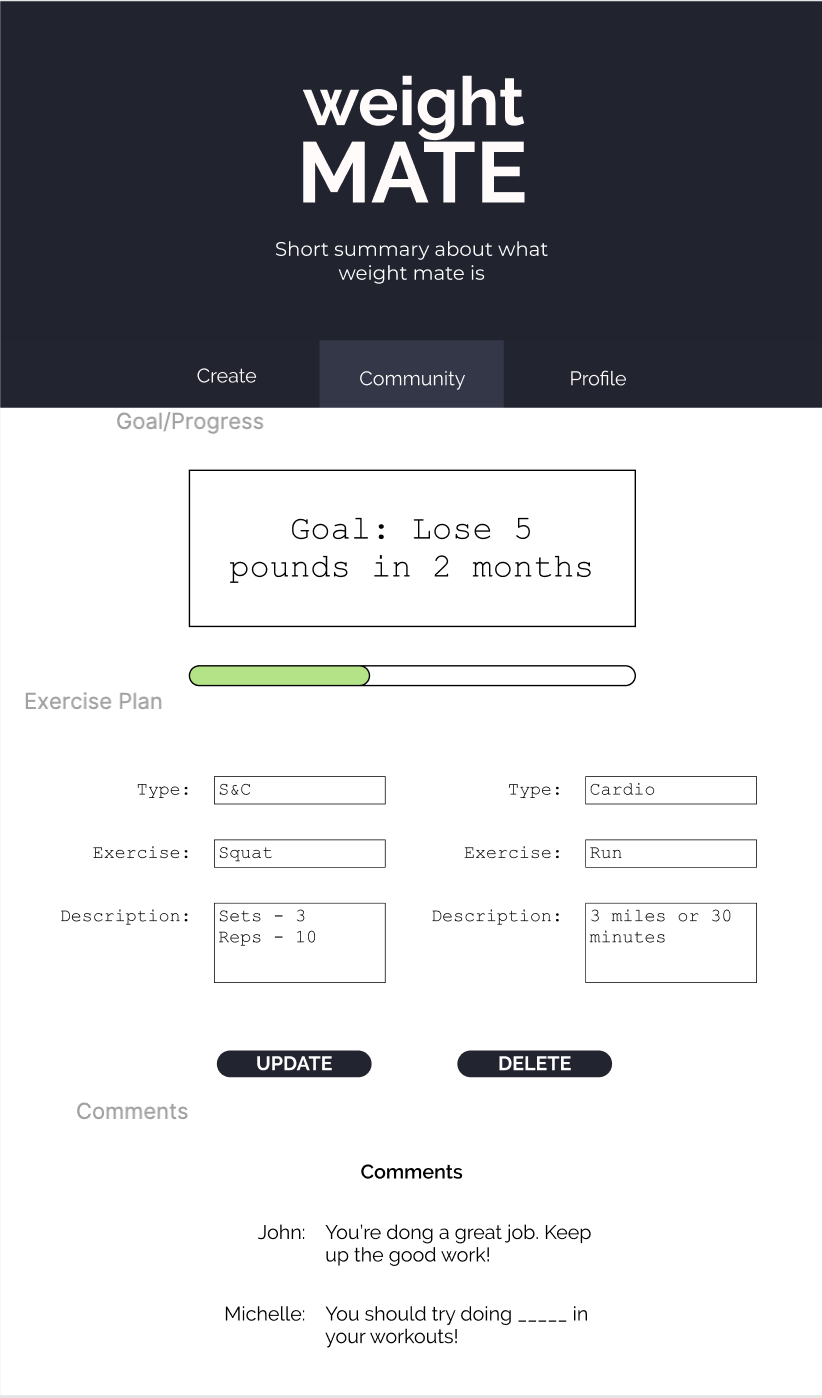 weight
MATE
Short summary about what
weight mate is
Create
Community
Profile
Goal/Progress
Goal: Lose 5
pounds in 2 months
Exercise Plan
Type: S&C
Exercise: Squat
Description: Sets - 3
Reps - 10
Type: Cardio
Exercise: Run
Description: 3 miles or 30
minutes
UPDATE
DELETE
Comments
Comments
John: You're dong a great job. Keep
up the good work!
Michelle: You should try doing _____ in
your workouts!